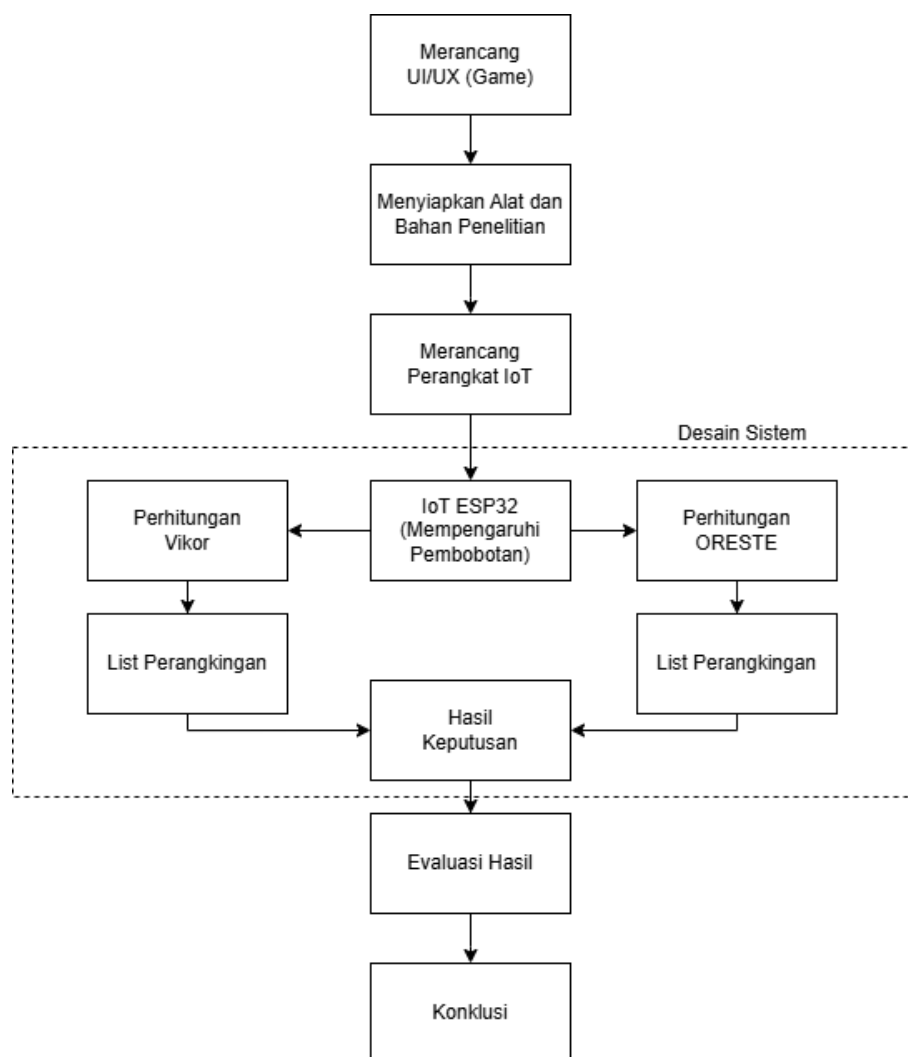 Merancang
UI/UX (Game)
Menyiapkan Alat dan
Bahan Penelitian
Merancang
Perangkat IoT
Desain Sistem
Perhitungan
Vikor
IoT ESP32
(Mempengaruhi
Pembobotan)
Perhitungan
ORESTE
List Perangkingan
List Perangkingan
Hasil
Keputusan
Evaluasi Hasil
Konklusi